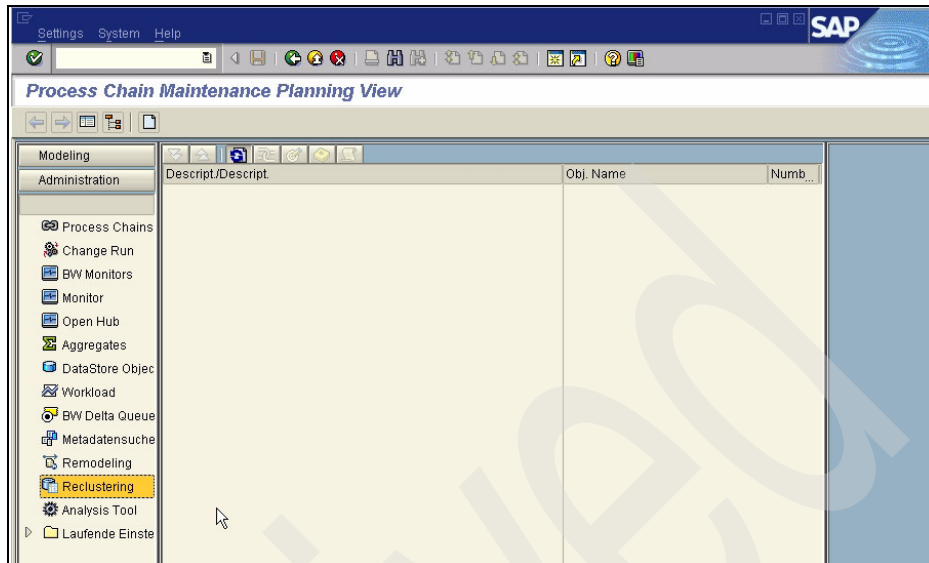 Settings System Help
SAP
Process Chain Maintenance Planning View
Modeling
Administration
Descript./Descript.
Obj. Name
Numb...
Process Chains
Change Run
BW Monitors
Monitor
Open Hub
Aggregates
DataStore Objec
Workload
BW Delta Queue
Metadatensuche
Remodeling
Reclustering
Analysis Tool
Laufende Einste